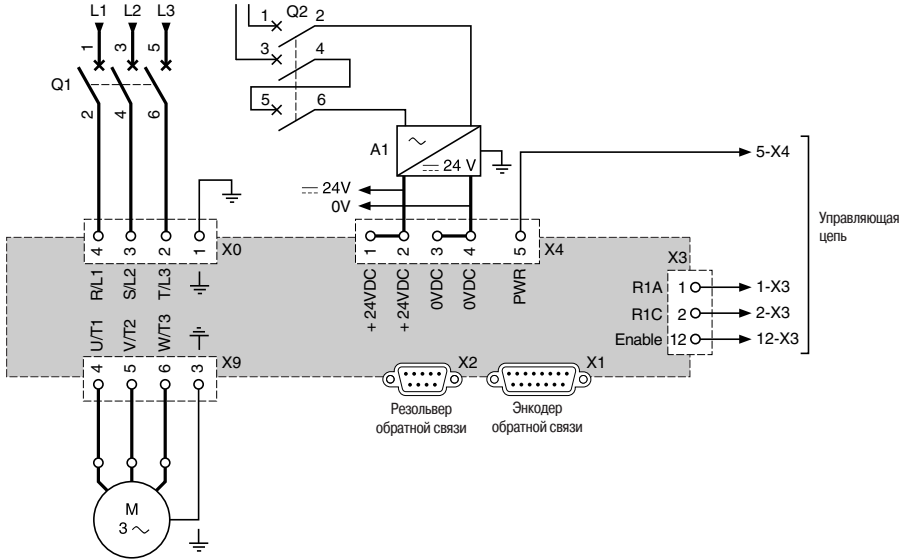 L1 L2 L3
1 3 5
Q1
2 4 6
1 Q2 2
3 4
5 6
A1
24 V
24V
0V
5-X4
Управляющая
цепь
4 3 2 1 X0
R/L1 S/L2 T/L3
1 2 3 4 5 X4
+24VDC +24VDC 0VDC 0VDC PWR
X3
R1A 1 1-X3
R1C 2 2-X3
Enable 12 12-X3
U/T1 V/T2 W/T3
4 5 6 3 X9
X2 X1
Резольвер
обратной связи
Энкодер
обратной связи
M
3